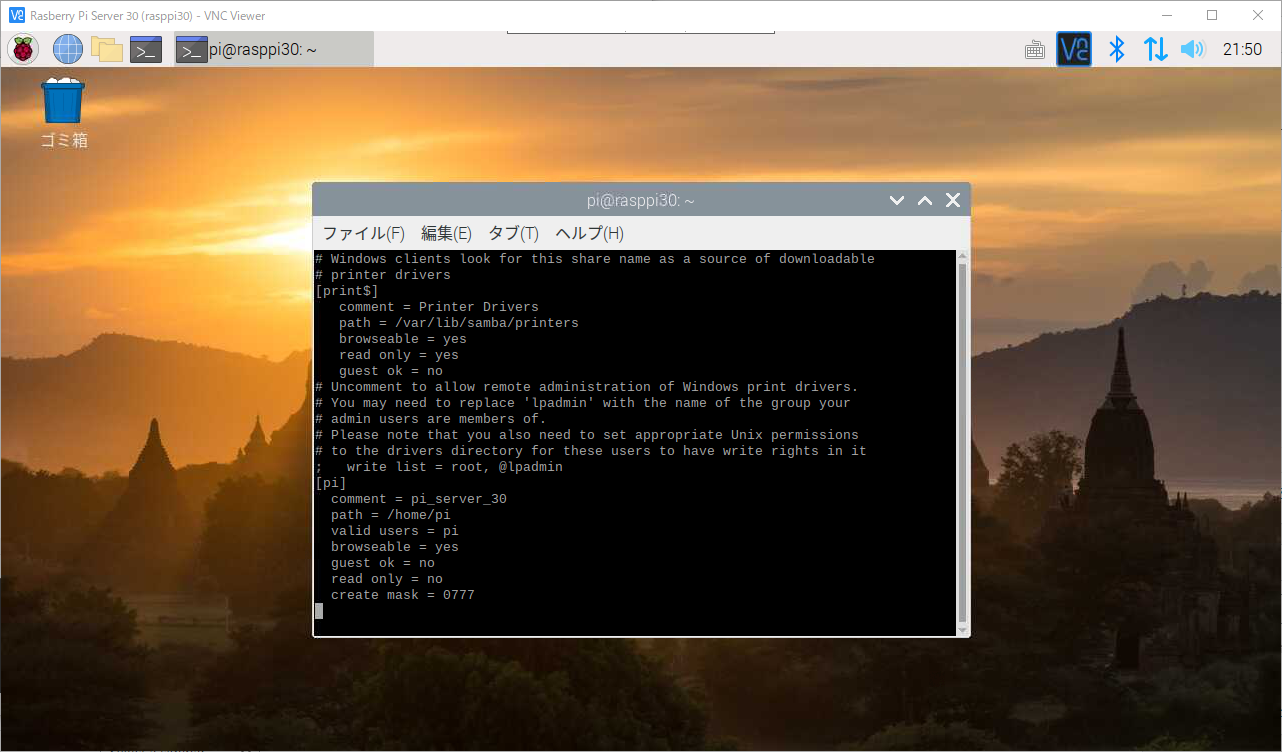 Rasberry Pi Server 30 (rasppi30) - VNC Viewer
pi@rasppi30: ~
21:50
ゴミ箱
pi@rasppi30: ~
ファイル(F) 編集(E) タブ(T) ヘルプ(H)
# Windows clients look for this share name as a source of downloadable
# printer drivers
[print$]
   comment = Printer Drivers
   path = /var/lib/samba/printers
   browseable = yes
   read only = yes
   guest ok = no
# Uncomment to allow remote administration of Windows print drivers.
# You may need to replace 'lpadmin' with the name of the group your
# admin users are members of.
# Please note that you also need to set appropriate Unix permissions
# to the drivers directory for these users to have write rights in it
;   write list = root, @lpadmin
[pi]
  comment = pi_server_30
  path = /home/pi
  valid users = pi
  browseable = yes
  guest ok = no
  read only = no
  create mask = 0777